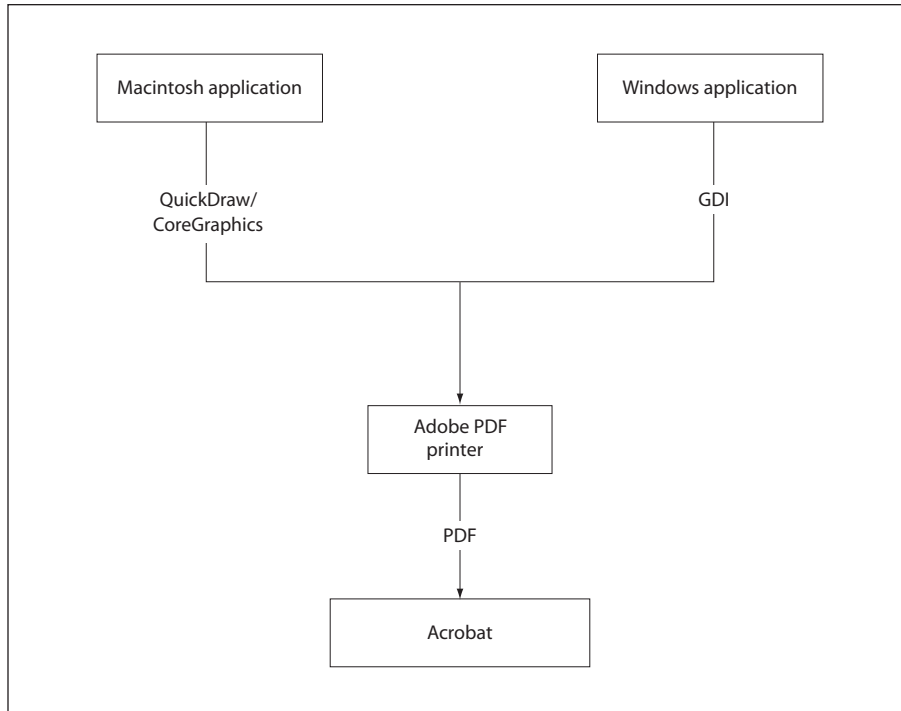 Macintosh application
Windows application
QuickDraw/
CoreGraphics
GDI
Adobe PDF
printer
PDF
Acrobat